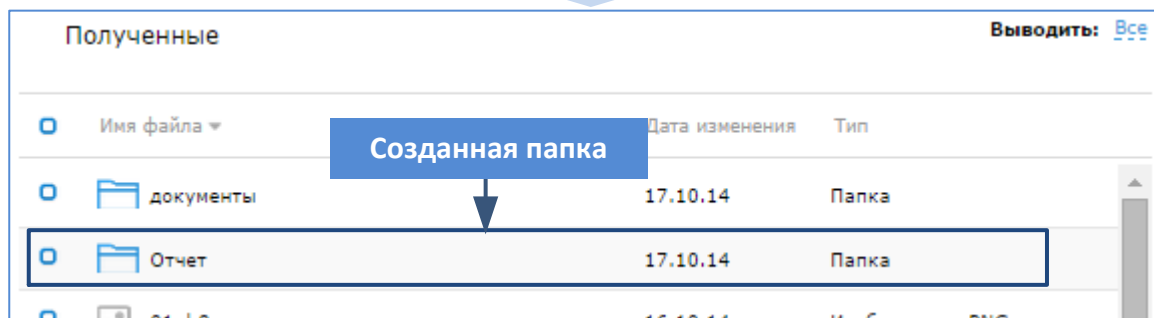 Полученные Выводить: Все
Имя файла Дата изменения Тип
Созданная папка
документы 17.10.14 Папка
Отчет 17.10.14 Папка